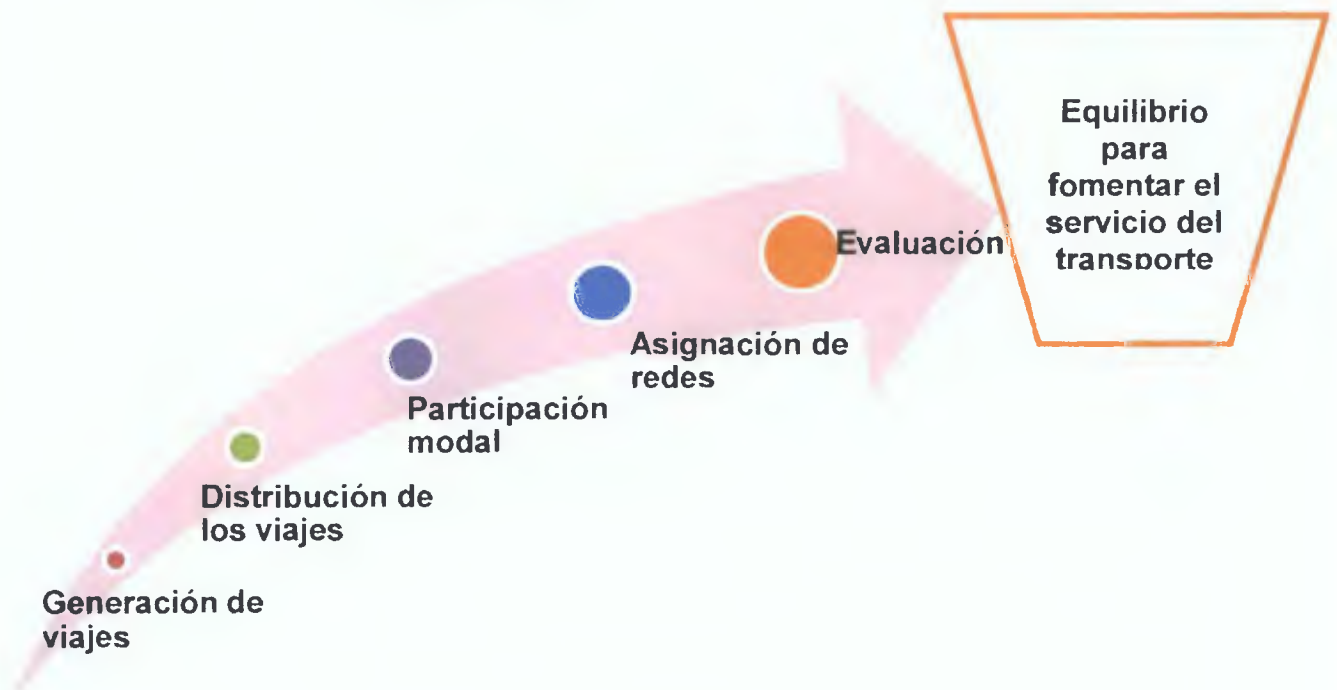 Equilibrio
para
fomentar el
servicio del
transporte
Evaluación
Asignación de
redes
Participación
modal
Distribución de
los viajes
Generación de
viajes